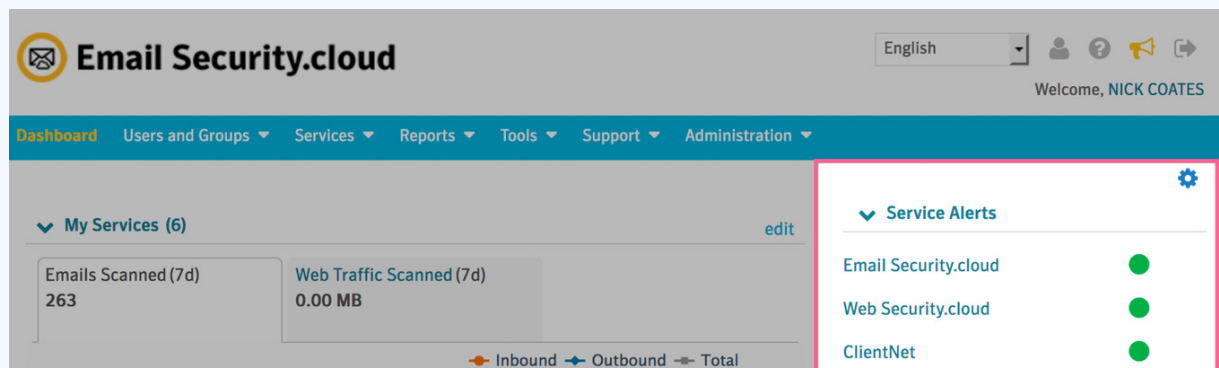 Email Security.cloud
English
Welcome, NICK COATES
Dashboard Users and Groups Services Reports Tools Support Administration
My Services (6)
edit
Emails Scanned (7d)
263
Web Traffic Scanned (7d)
0.00 MB
Inbound Outbound Total
Service Alerts
Email Security.cloud
Web Security.cloud
ClientNet